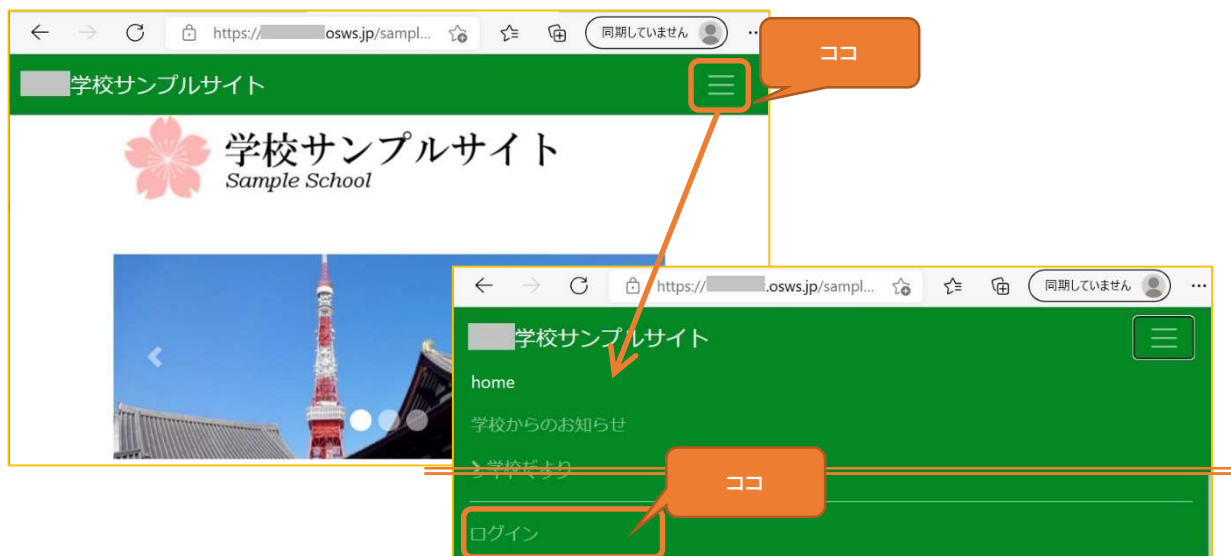 https:// osws.jp/sampl... 同期していません ...
ココ
学校サンプルサイト
学校サンプルサイト
Sample School
https:// .osws.jp/sampl... 同期していません ...
学校サンプルサイト
home
学校からのお知らせ
学校だより
ココ
ログイン